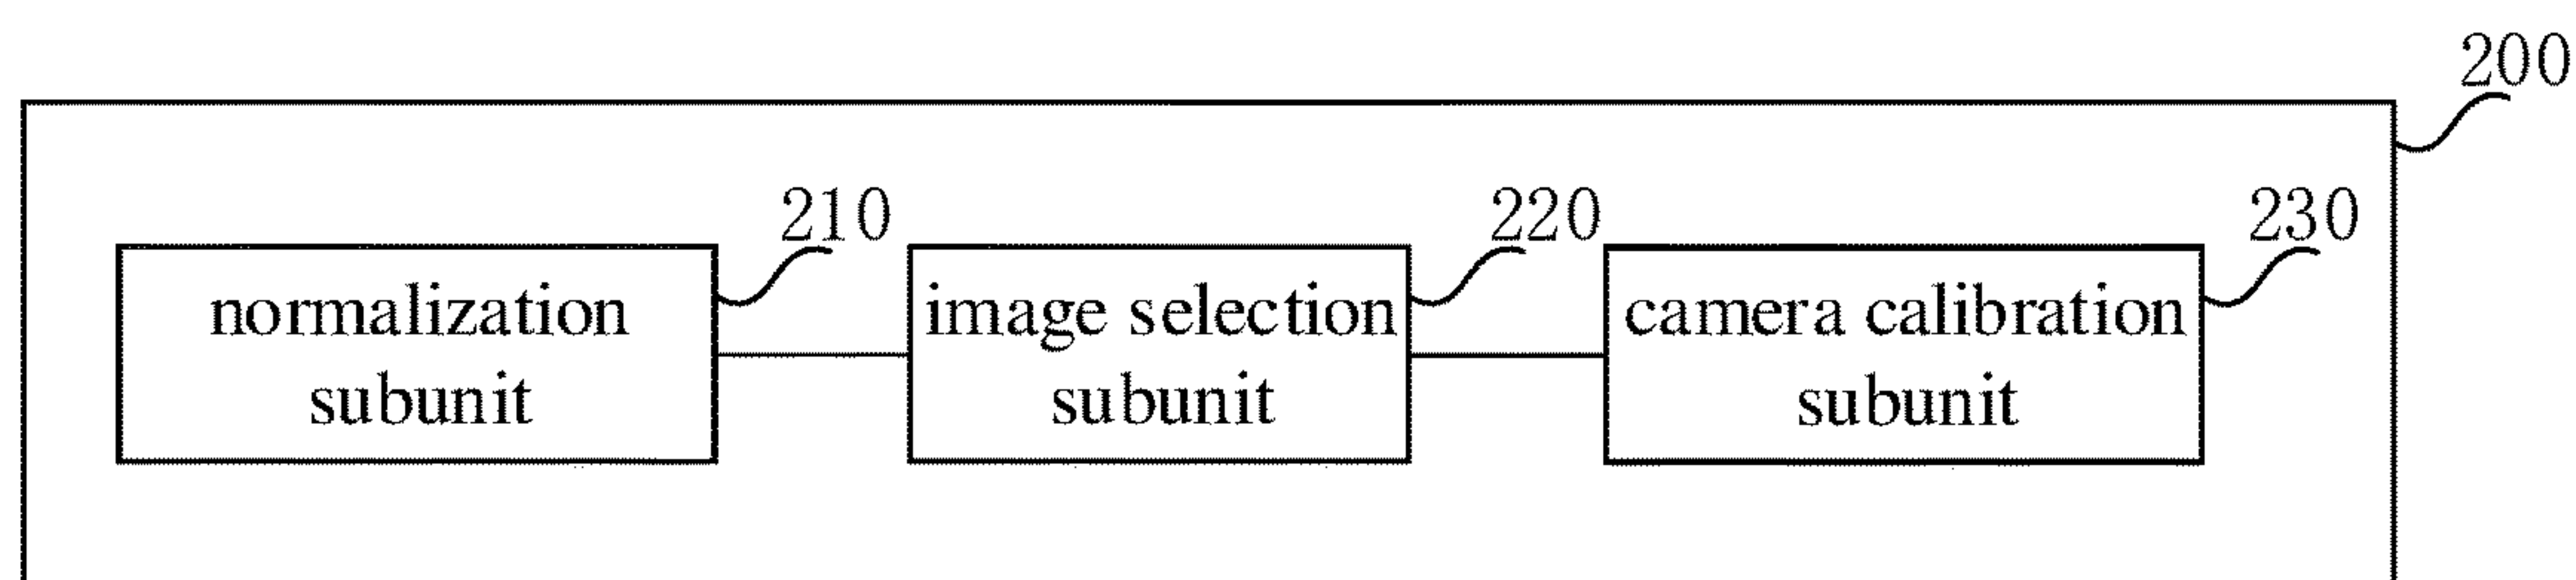 200
210
220
230
normalization
subunit
image selection
subunit
camera calibration
subunit